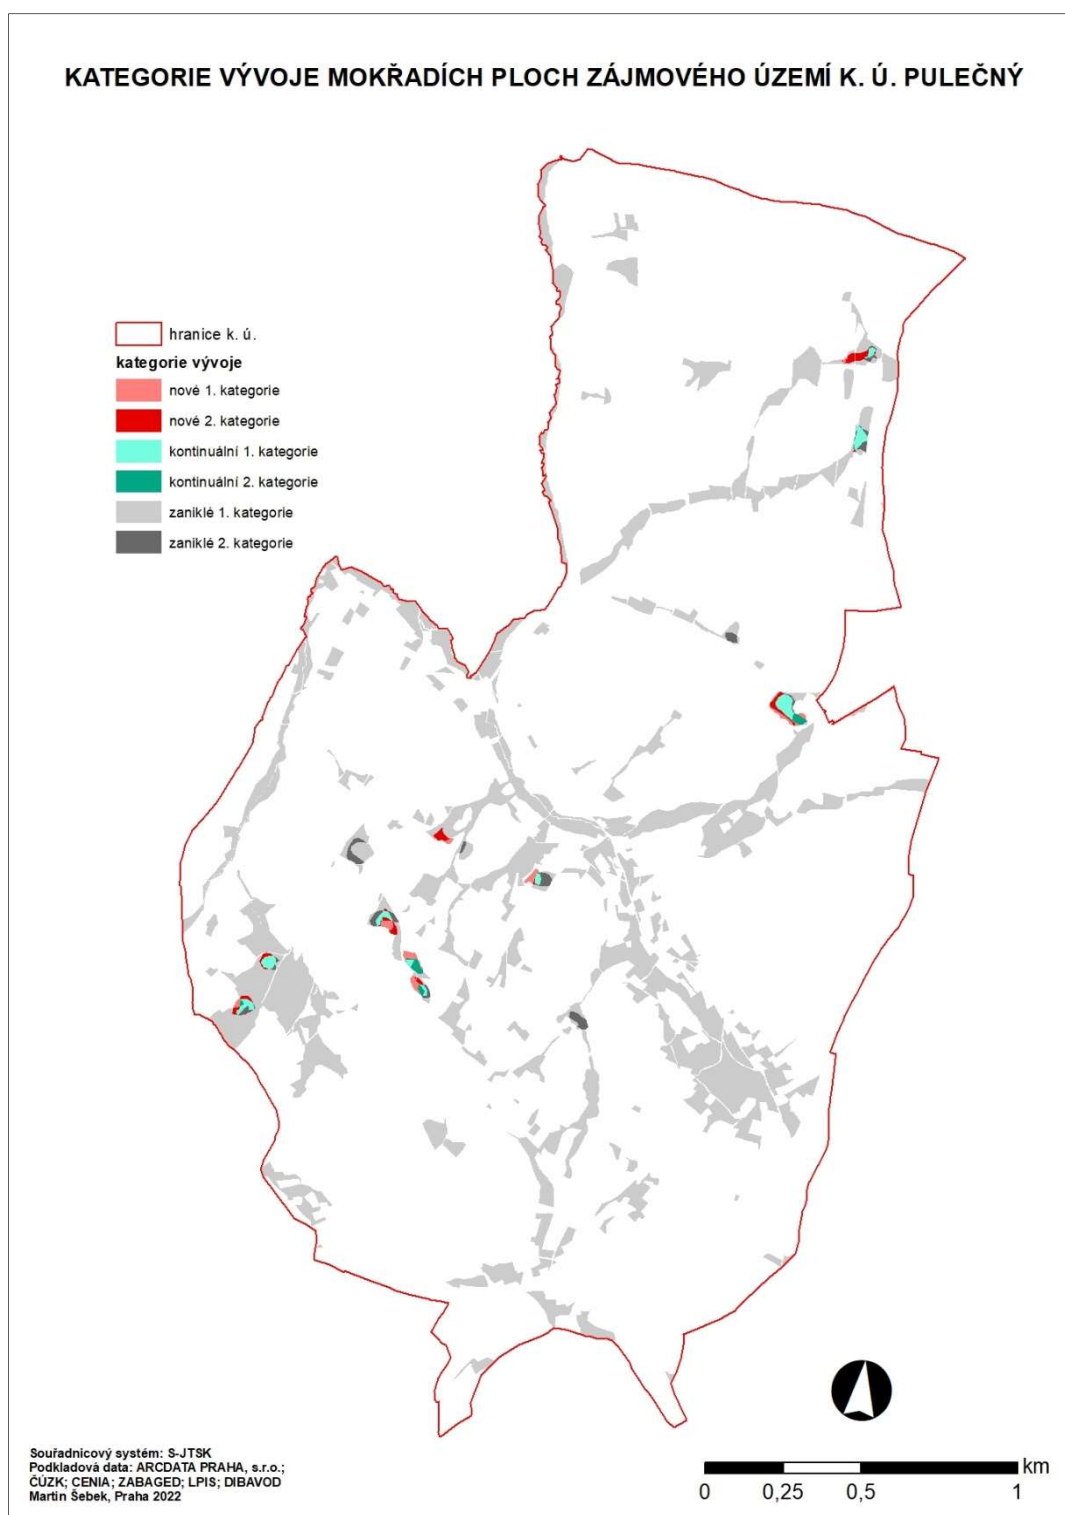 KATEGORIE VÝVOJE MOKŘADÍCH PLOCH ZÁJMOVÉHO ÚZEMÍ K. Ú. PULEČNÝ
hranice k. ú.
kategorie vývoje
nové 1. kategorie
nové 2. kategorie
kontinuální 1. kategorie
kontinuální 2. kategorie
zaniklé 1. kategorie
zaniklé 2. kategorie
Souřadnicový systém: S-JTSK
Podkladová data: ARCDATA PRAHA, s.r.o.;
ČÚZK; CENIA; ZABAGED; LPIS; DIBAVOD
Martin Šebek, Praha 2022
km
0 0,25 0,5 1